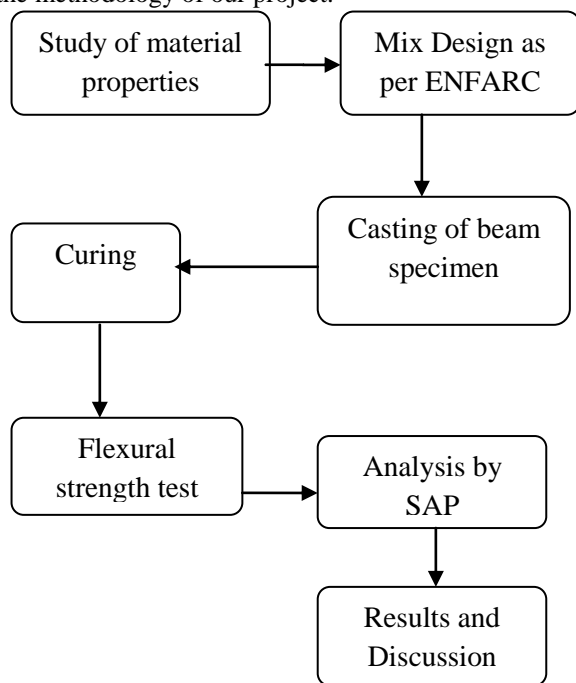 the methodology of our project.
Study of material
properties
Mix Design as
per ENFARC
Casting of beam
specimen
Curing
Flexural
strength test
Analysis by
SAP
Results and
Discussion